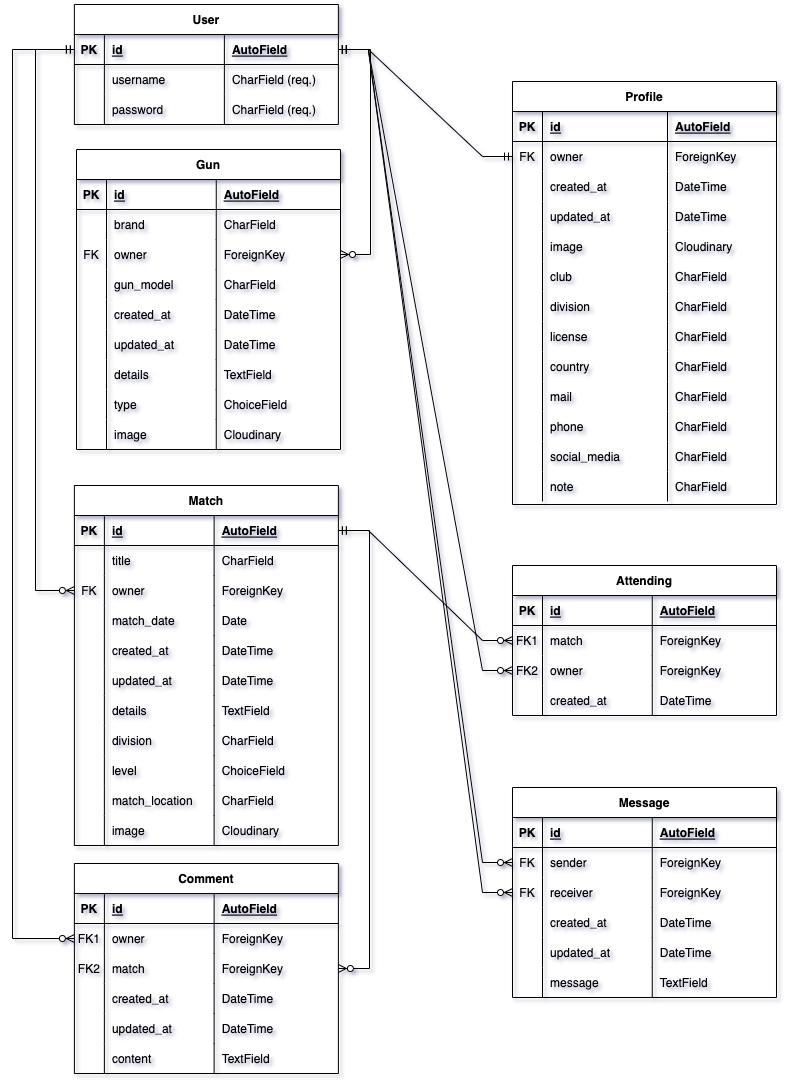 User
PK id AutoField
username CharField (req.)
password CharField (req.)
Gun
PK id AutoField
brand CharField
FK owner ForeignKey
gun_model CharField
created_at DateTime
updated_at DateTime
details TextField
type ChoiceField
image Cloudinary
Match
PK id AutoField
title CharField
FK owner ForeignKey
match_date Date
created_at DateTime
updated_at DateTime
details TextField
division CharField
level ChoiceField
match_location CharField
image Cloudinary
Comment
PK id AutoField
FK1 owner ForeignKey
FK2 match ForeignKey
created_at DateTime
updated_at DateTime
content TextField
Profile
PK id AutoField
FK owner ForeignKey
created_at DateTime
updated_at DateTime
image Cloudinary
club CharField
division CharField
license CharField
country CharField
mail CharField
phone CharField
social_media CharField
note CharField
Attending
PK id AutoField
FK1 match ForeignKey
FK2 owner ForeignKey
created_at DateTime
Message
PK id AutoField
FK sender ForeignKey
FK receiver ForeignKey
created_at DateTime
updated_at DateTime
message TextField